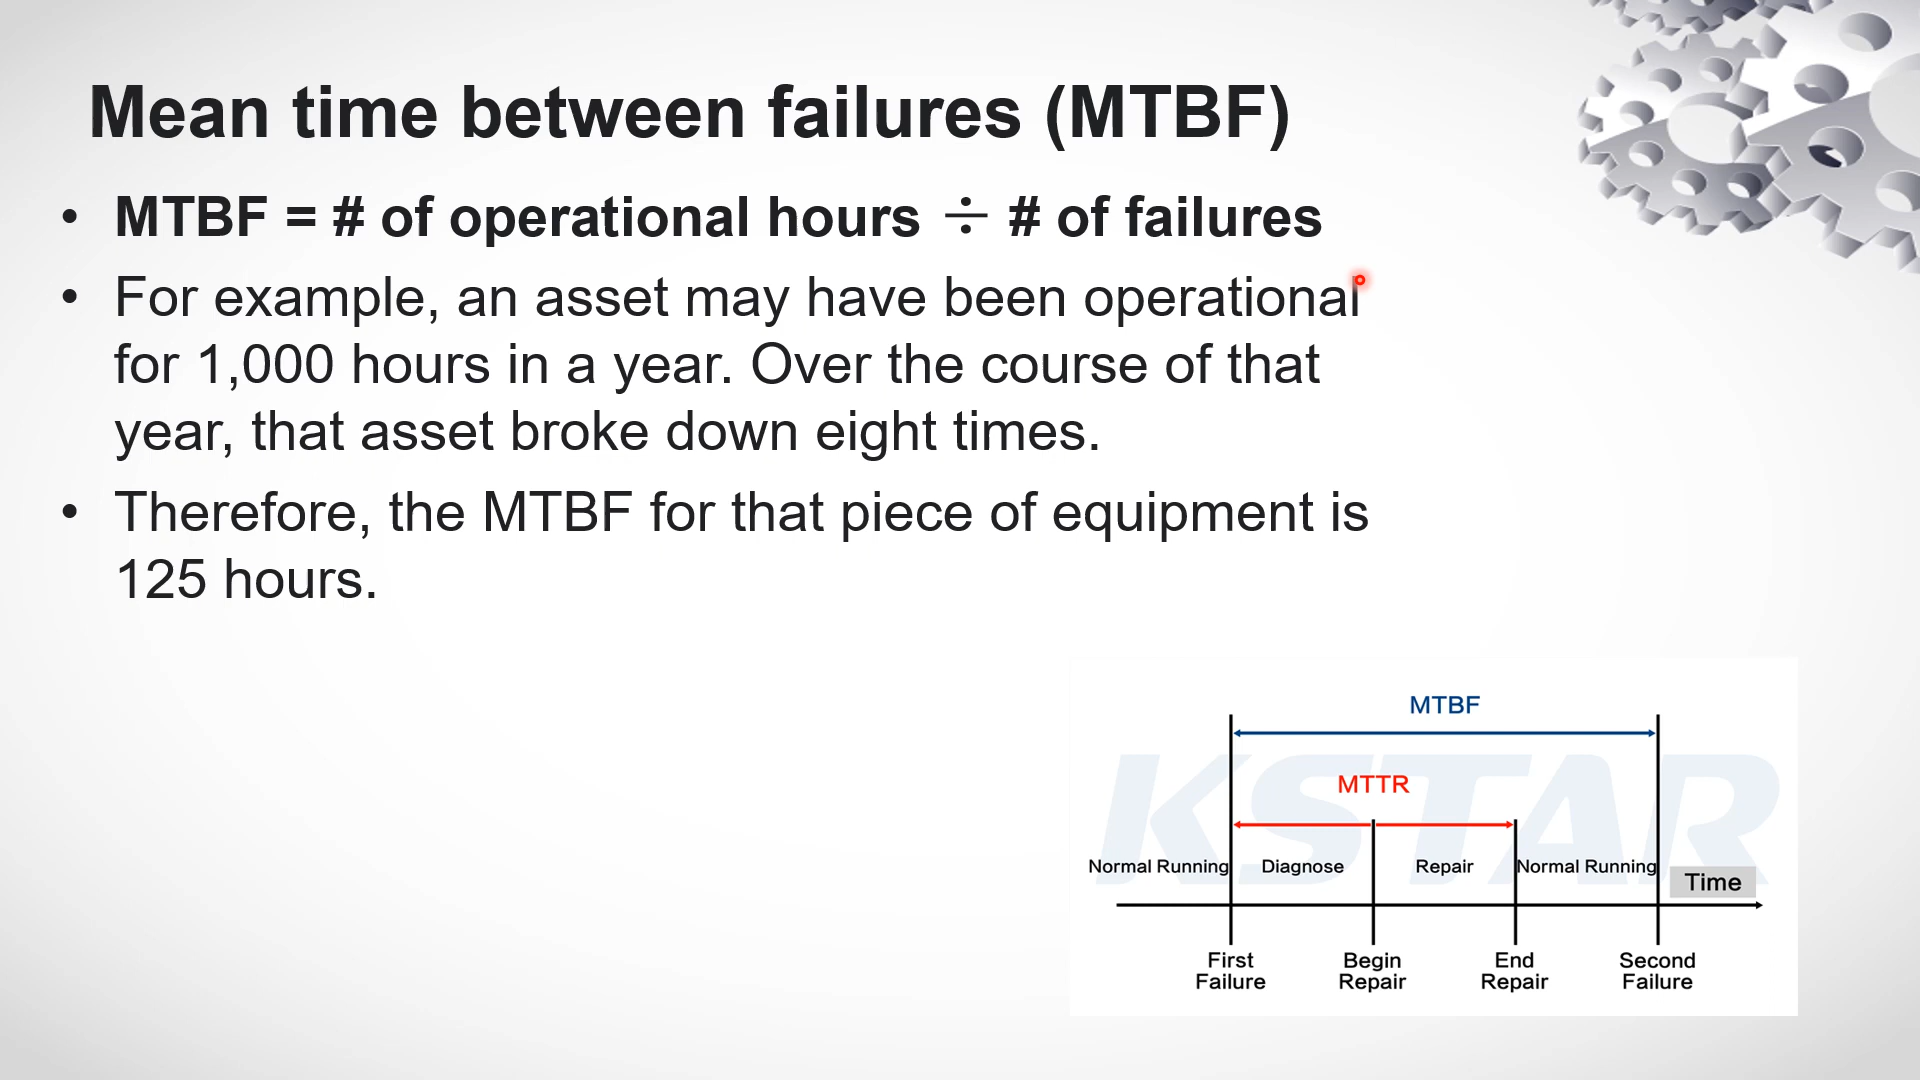 Mean time between failures (MTBF)
• MTBF = # of operational hours ÷ # of failures
• For example, an asset may have been operational
for 1,000 hours in a year. Over the course of that
year, that asset broke down eight times.
• Therefore, the MTBF for that piece of equipment is
125 hours.
MTBF
KSTAR
MTTR
Normal Running Diagnose Repair Normal Running
Time
First Failure
Begin Repair
End Repair
Second Failure